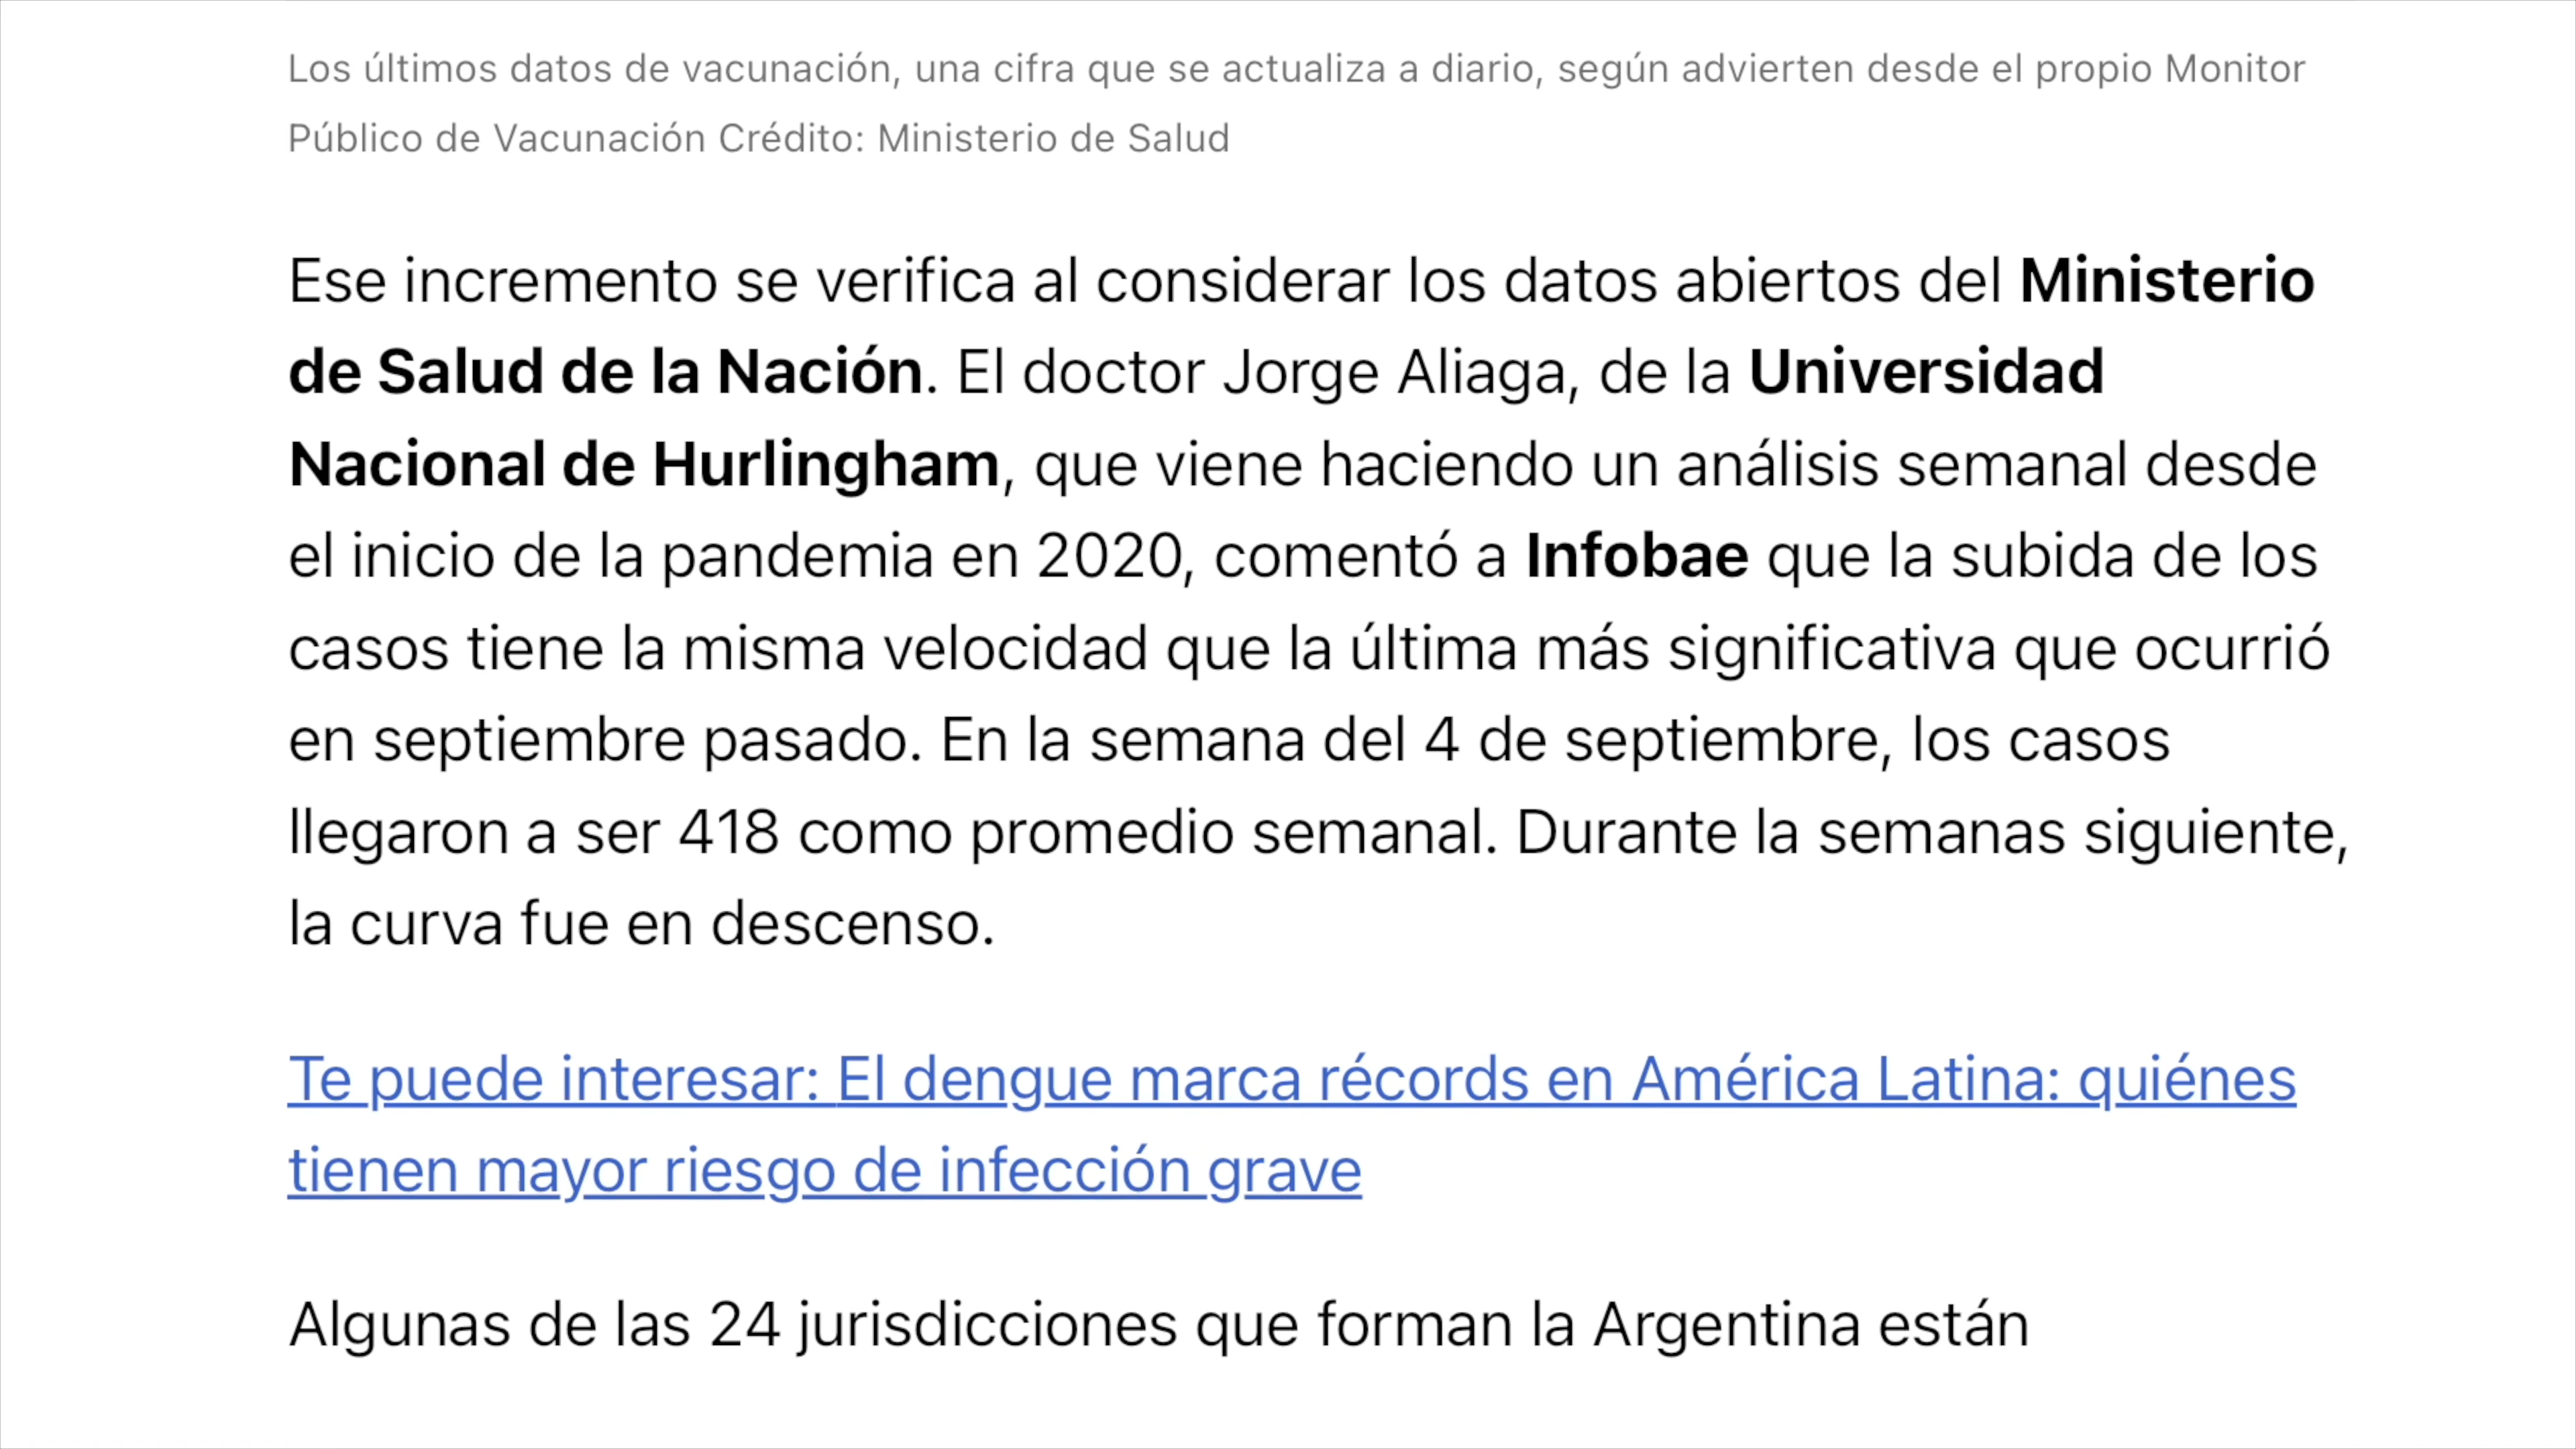 Los últimos datos de vacunación, una cifra que se actualiza a diario, según advierten desde el propio Monitor
Público de Vacunación Crédito: Ministerio de Salud
Ese incremento se verifica al considerar los datos abiertos del Ministerio
de Salud de la Nación. El doctor Jorge Aliaga, de la Universidad
Nacional de Hurlingham, que viene haciendo un análisis semanal desde
el inicio de la pandemia en 2020, comentó a Infobae que la subida de los
casos tiene la misma velocidad que la última más significativa que ocurrió
en septiembre pasado. En la semana del 4 de septiembre, los casos
llegaron a ser 418 como promedio semanal. Durante la semanas siguiente,
la curva fue en descenso.
Te puede interesar: El dengue marca récords en América Latina: quiénes
tienen mayor riesgo de infección grave
Algunas de las 24 jurisdicciones que forman la Argentina están